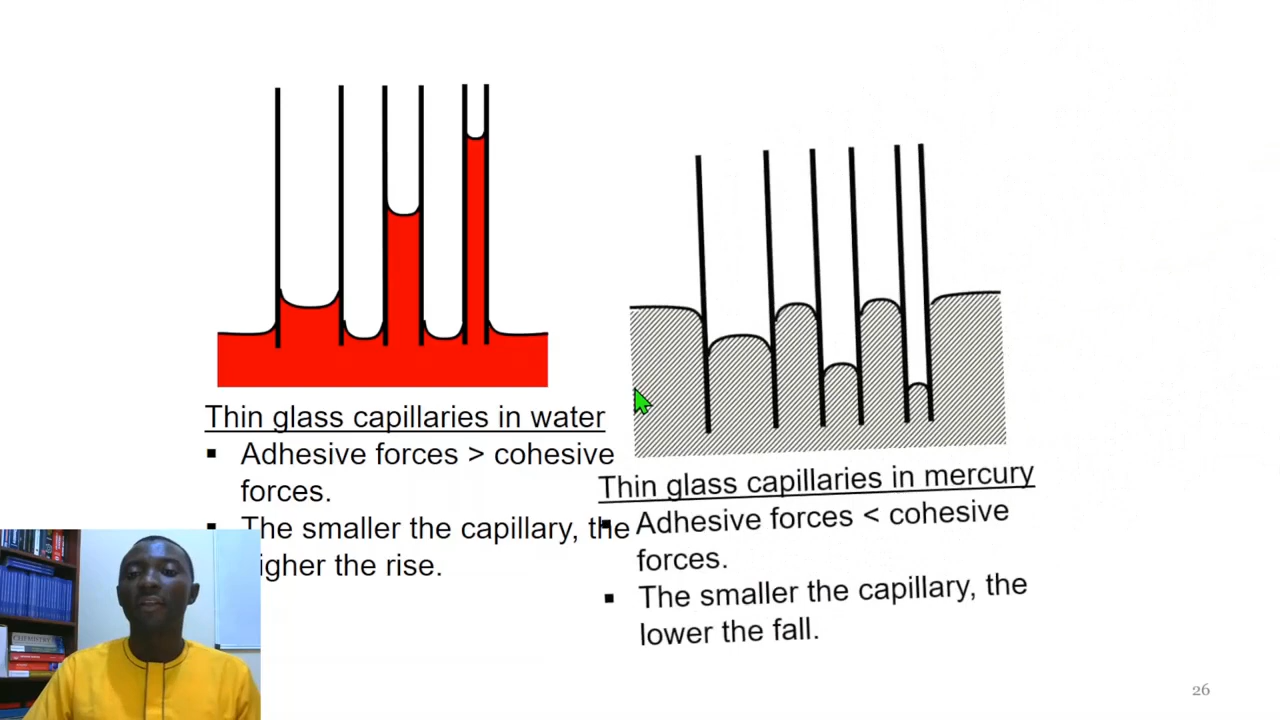 Thin glass capillaries in water
▪ Adhesive forces > cohesive
forces.
▪ The smaller the capillary, the
igher the rise.
Thin glass capillaries in mercury
▪ Adhesive forces < cohesive
forces.
▪ The smaller the capillary, the
lower the fall.
CHEMISTRY
26